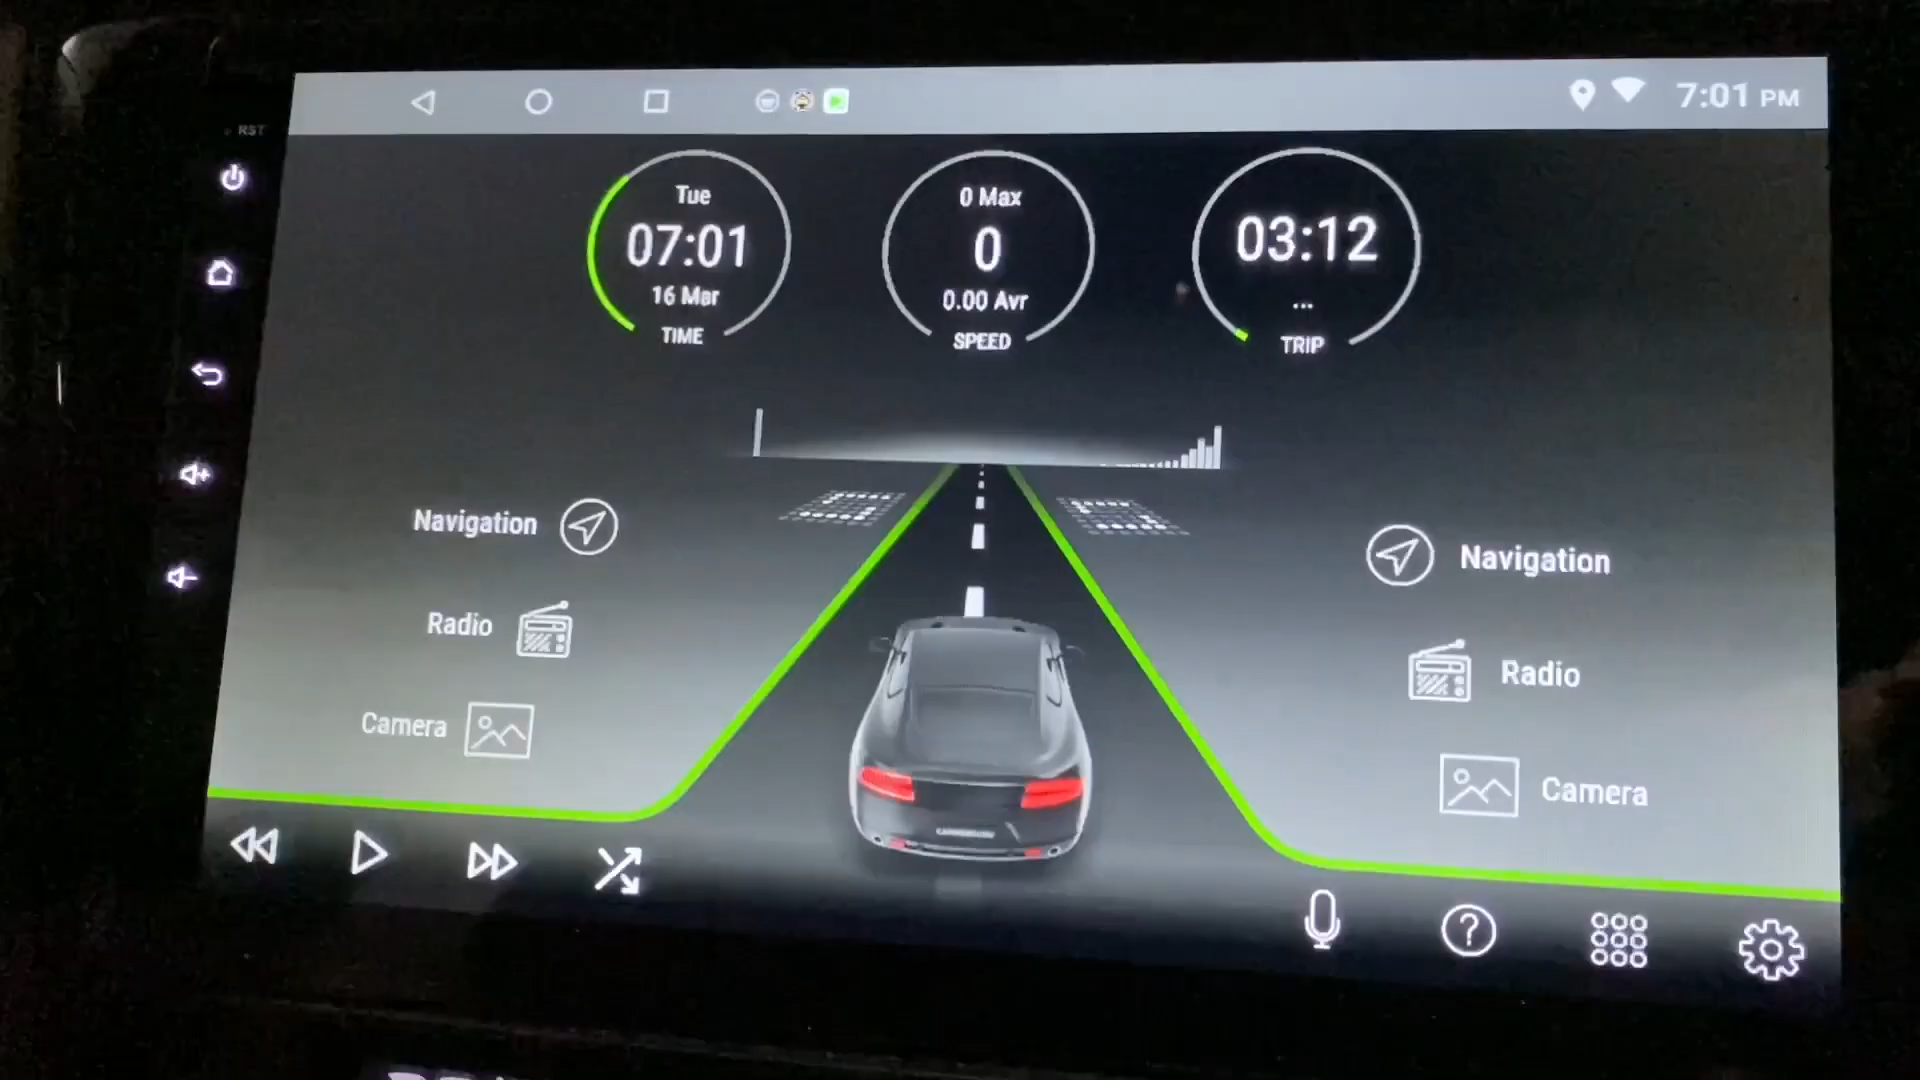 RST
7:01 PM
Tue
07:01
16 Mar
TIME
0 Max
0
0.00 Avr
SPEED
03:12
...
TRIP
Navigation
Radio
Camera
Navigation
Radio
Camera